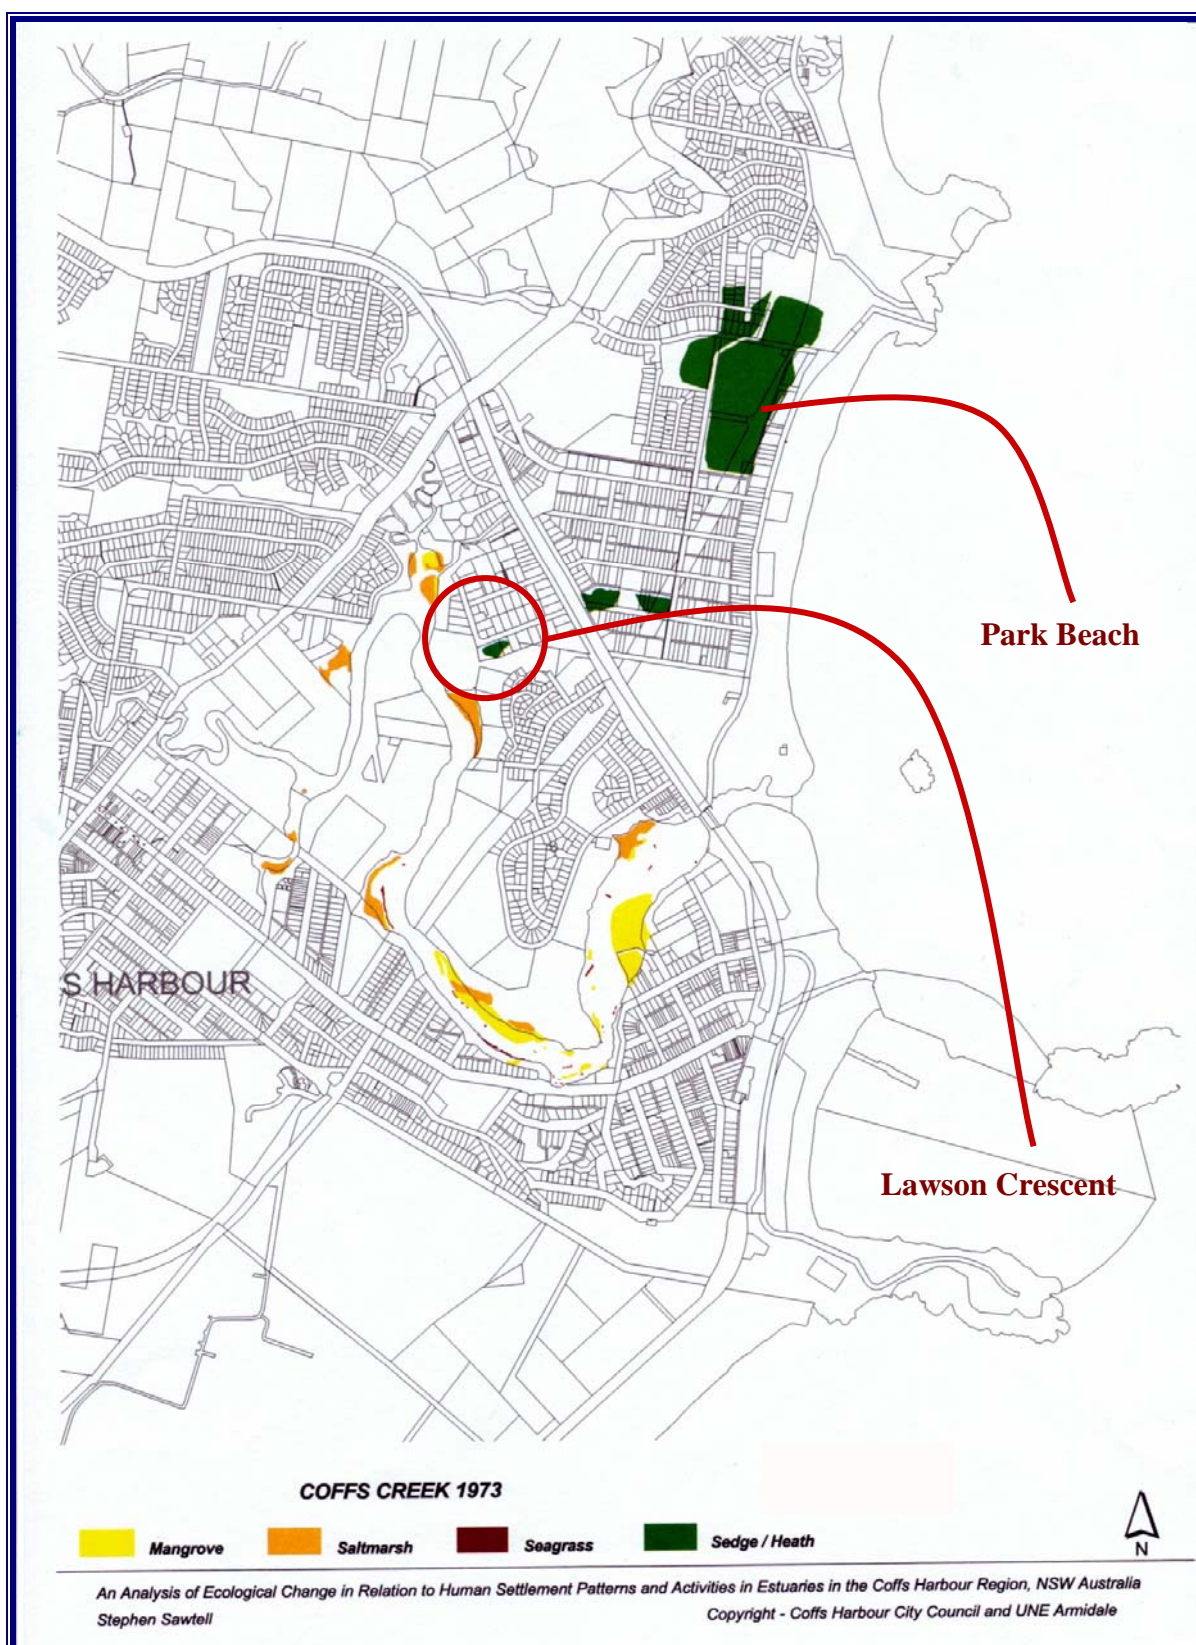 Park Beach
S HARBOUR
Lawson Crescent
COFFS CREEK 1973
Mangrove
Saltmarsh
Seagrass
Sedge / Heath
N
An Analysis of Ecological Change in Relation to Human Settlement Patterns and Activities in Estuaries in the Coffs Harbour Region, NSW Australia
Stephen Sawtell
Copyright - Coffs Harbour City Council and UNE Armidale